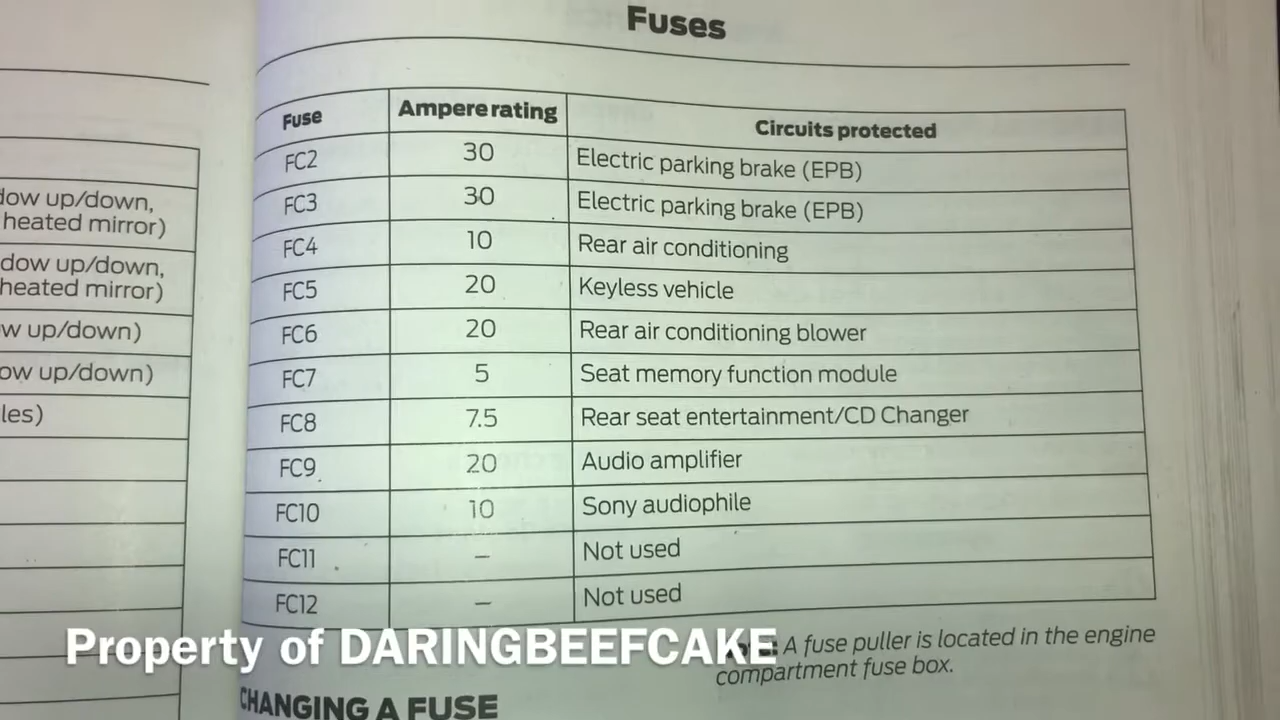 Fuses
dow up/down,
heated mirror)
dow up/down,
heated mirror)
w up/down)
ow up/down)
les)
Fuse Ampere rating Circuits protected
FC2 30 Electric parking brake (EPB)
FC3 30 Electric parking brake (EPB)
FC4 10 Rear air conditioning
FC5 20 Keyless vehicle
FC6 20 Rear air conditioning blower
FC7 5 Seat memory function module
FC8 7.5 Rear seat entertainment/CD Changer
FC9 20 Audio amplifier
FC10 10 Sony audiophile
FC11 – Not used
FC12 – Not used
Property of DARINGBEEFCAKE
A fuse puller is located in the engine
compartment fuse box.
CHANGING A FUSE